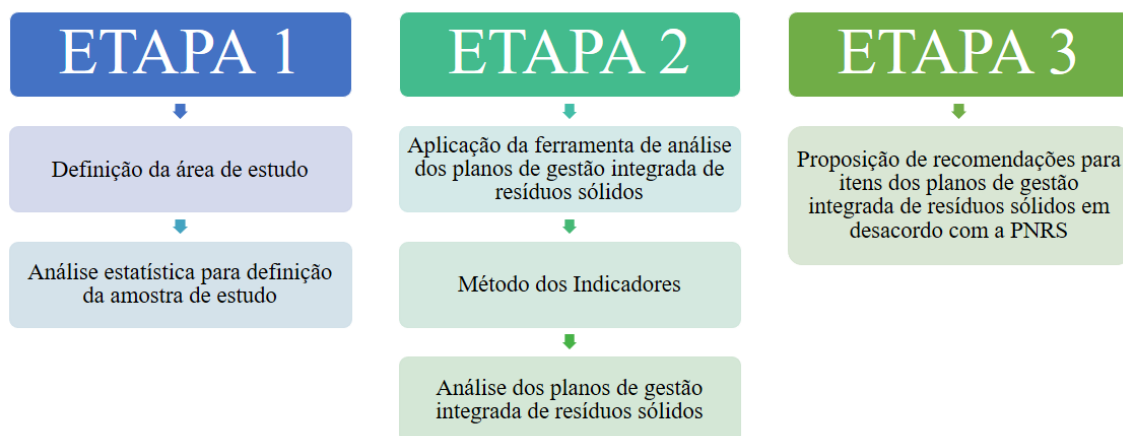 ETAPA 1
Definição da área de estudo
Análise estatística para definição
da amostra de estudo
ETAPA 2
Aplicação da ferramenta de análise
dos planos de gestão integrada de
resíduos sólidos
Método dos Indicadores
Análise dos planos de gestão
integrada de resíduos sólidos
ETAPA 3
Proposição de recomendações para
itens dos planos de gestão
integrada de resíduos sólidos em
desacordo com a PNRS